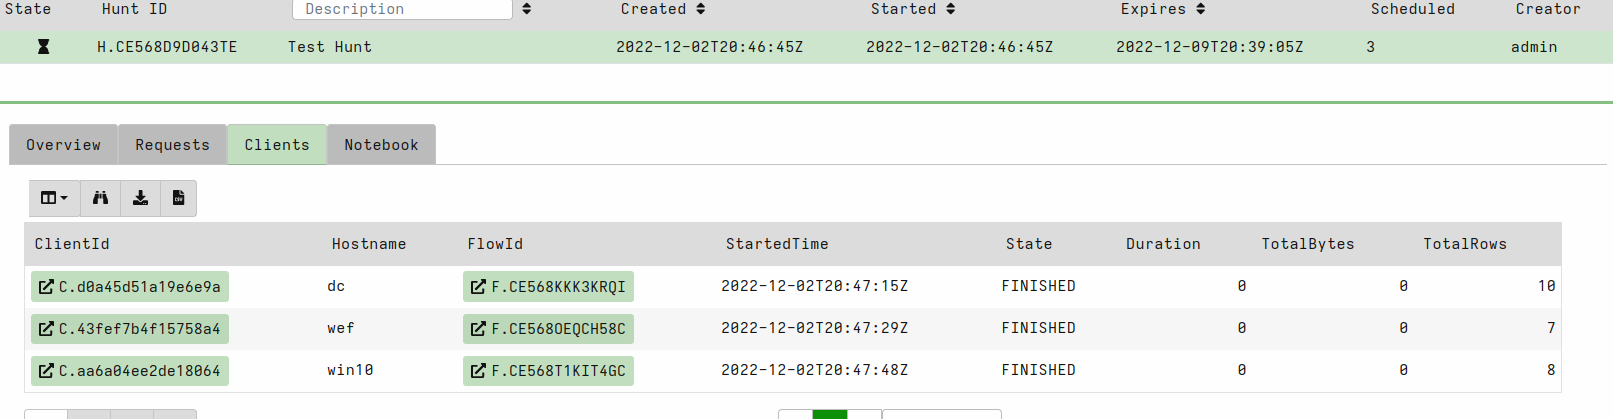 State Hunt ID Description Created Started Expires Scheduled Creator
H.CE568D9D043TE Test Hunt 2022-12-02T20:46:45Z 2022-12-02T20:46:45Z 2022-12-09T20:39:05Z 3 admin
Overview Requests Clients Notebook
CSV
ClientId Hostname FlowId StartedTime State Duration TotalBytes TotalRows
C.d0a45d51a19e6e9a dc F.CE568KKK3KRQI 2022-12-02T20:47:15Z FINISHED 0 0 10
C.43fef7b4f15758a4 wef F.CE568OEQCH58C 2022-12-02T20:47:29Z FINISHED 0 0 7
C.aa6a04ee2de18064 win10 F.CE568T1KIT4GC 2022-12-02T20:47:48Z FINISHED 0 0 8